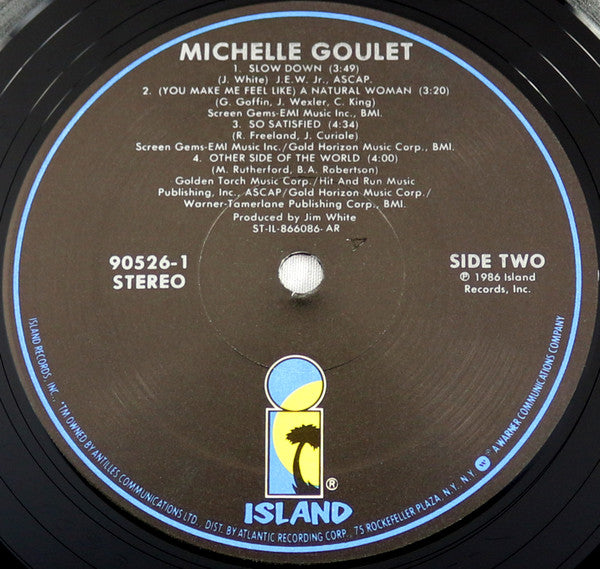 MICHELLE GOULET
1. SLOW DOWN (3:49)
(J. White) J.E.W. Jr., ASCAP.
2. (YOU MAKE ME FEEL LIKE) A NATURAL WOMAN (3:20)
(G. Goffin, J. Wexler, C. King)
Screen Gems-EMI Music Inc., BMI.
3. SO SATISFIED (4:34)
(R. Freeland, J. Curiale)
Screen Gems-EMI Music Inc./Gold Horizon Music Corp., BMI.
4. OTHER SIDE OF THE WORLD (4:00)
(M. Rutherford, B.A. Robertson)
Golden Torch Music Corp./Hit And Run Music
Publishing, Inc., ASCAP/Gold Horizon Music Corp./
Warner-Tamerlane Publishing Corp., BMI.
Produced by Jim White
ST-IL-866086-AR
90526-1
STEREO
SIDE TWO
℗ 1986 Island
Records, Inc.
i
®
ISLAND
ISLAND RECORDS, INC., *TM OWNED BY ANTILLES COMMUNICATIONS LTD., DIST. BY ATLANTIC RECORDING CORP., 75 ROCKEFELLER PLAZA, N.Y., N.Y. A WARNER COMMUNICATIONS COMPANY